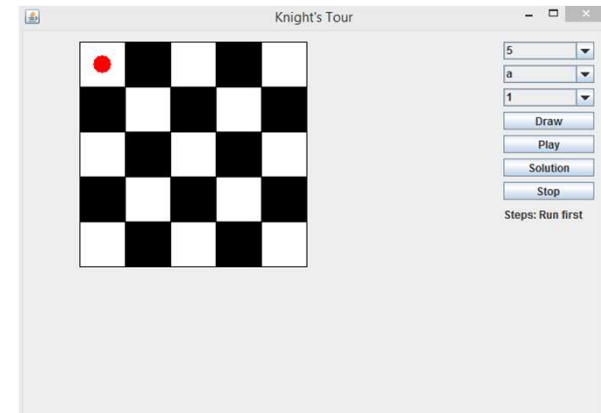 Knight's Tour
5
a
1
Draw
Play
Solution
Stop
Steps: Run first